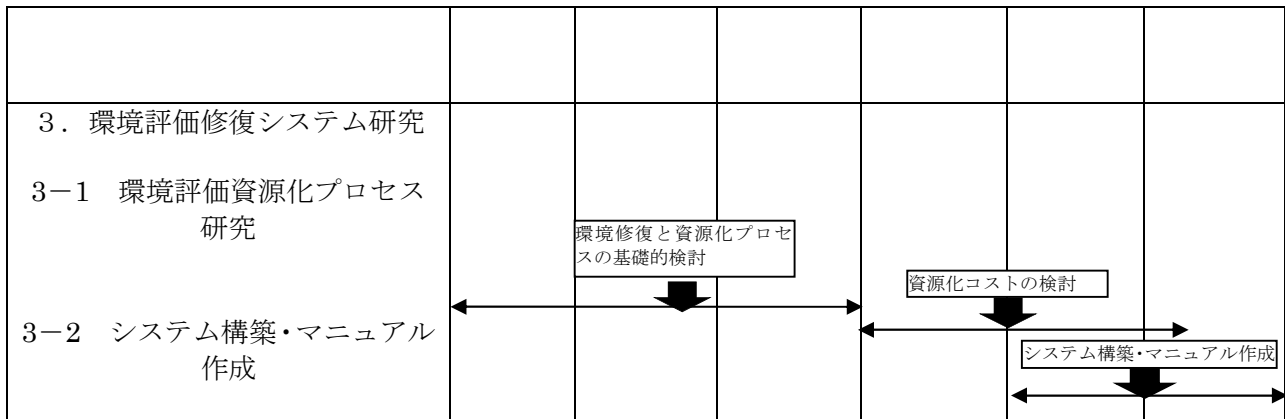 ３．環境評価修復システム研究
３－１　環境評価資源化プロセス
研究
環境修復と資源化プロセ
スの基礎的検討
資源化コストの検討
３－２　システム構築・マニュアル
作成
システム構築・マニュアル作成